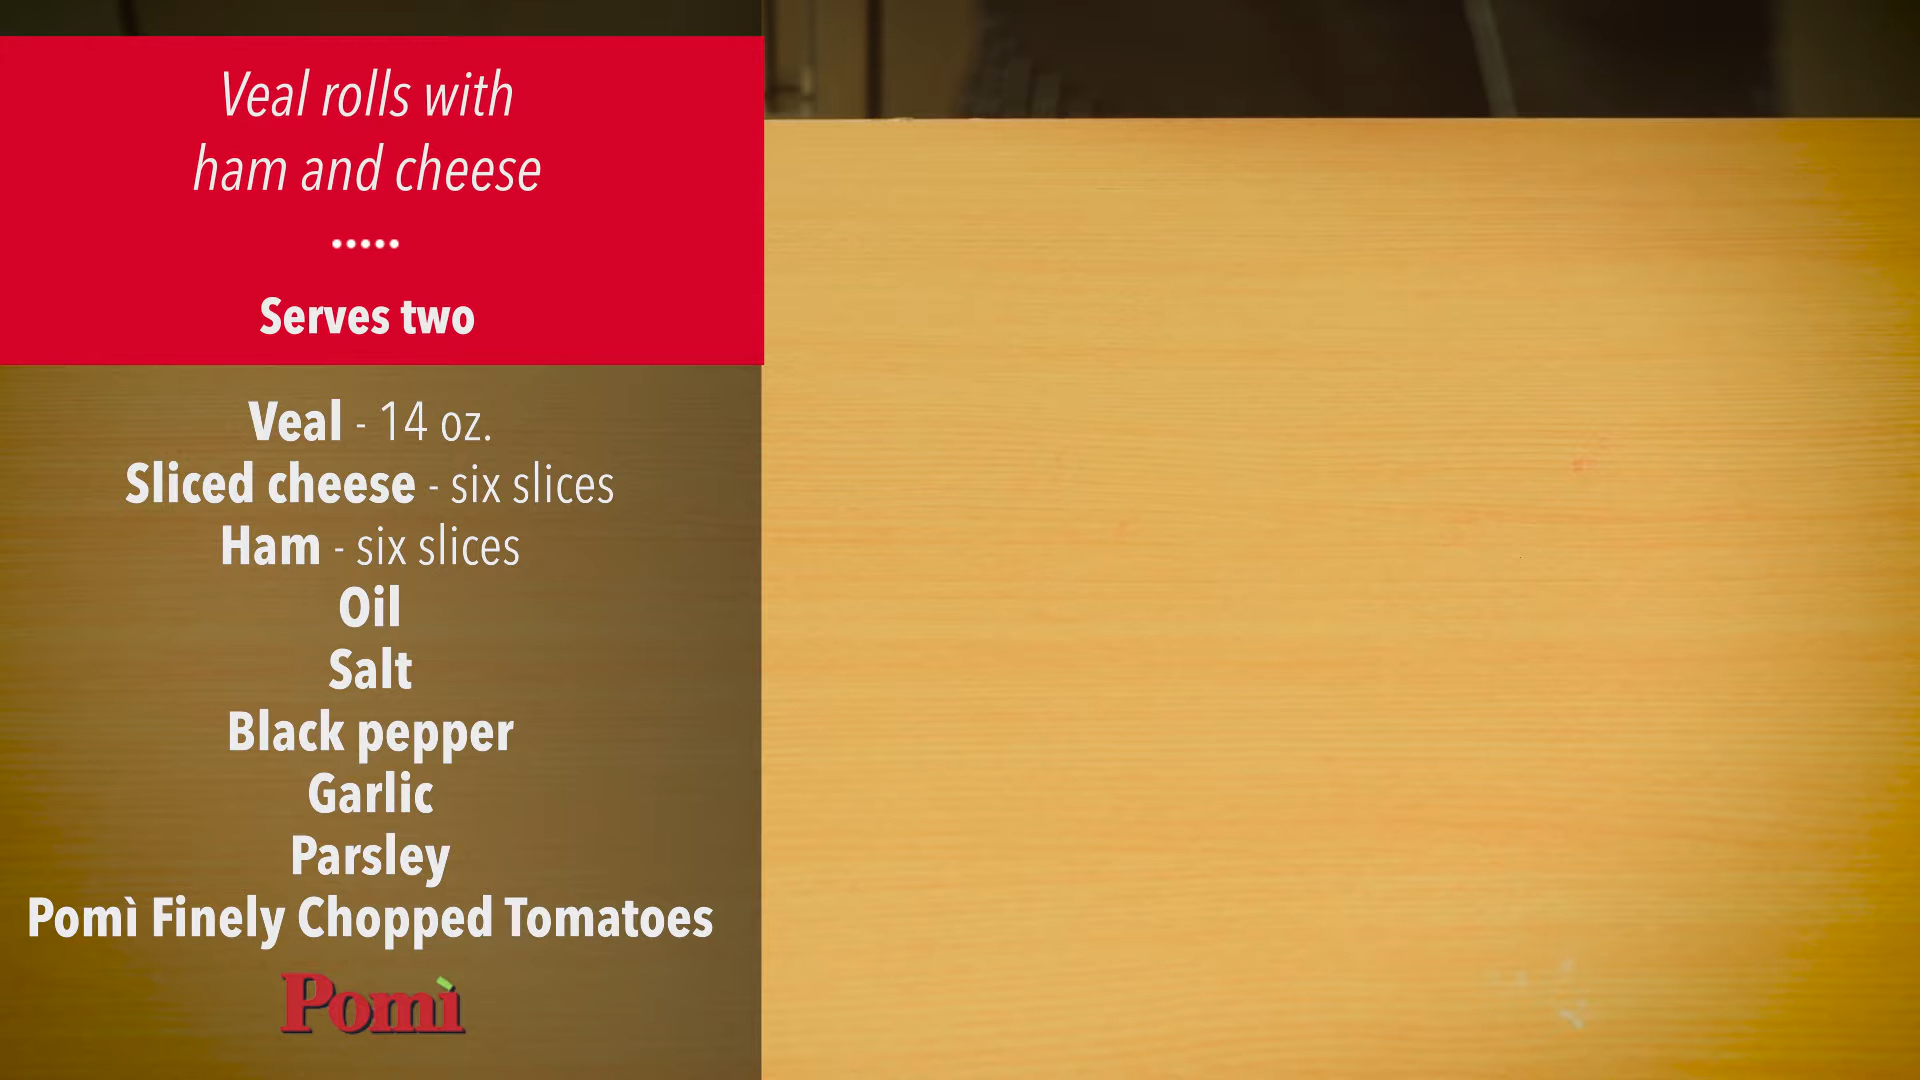 Veal rolls with
ham and cheese
Serves two
Veal - 14 oz.
Sliced cheese - six slices
Ham - six slices
Oil
Salt
Black pepper
Garlic
Parsley
Pomì Finely Chopped Tomatoes
Pomì